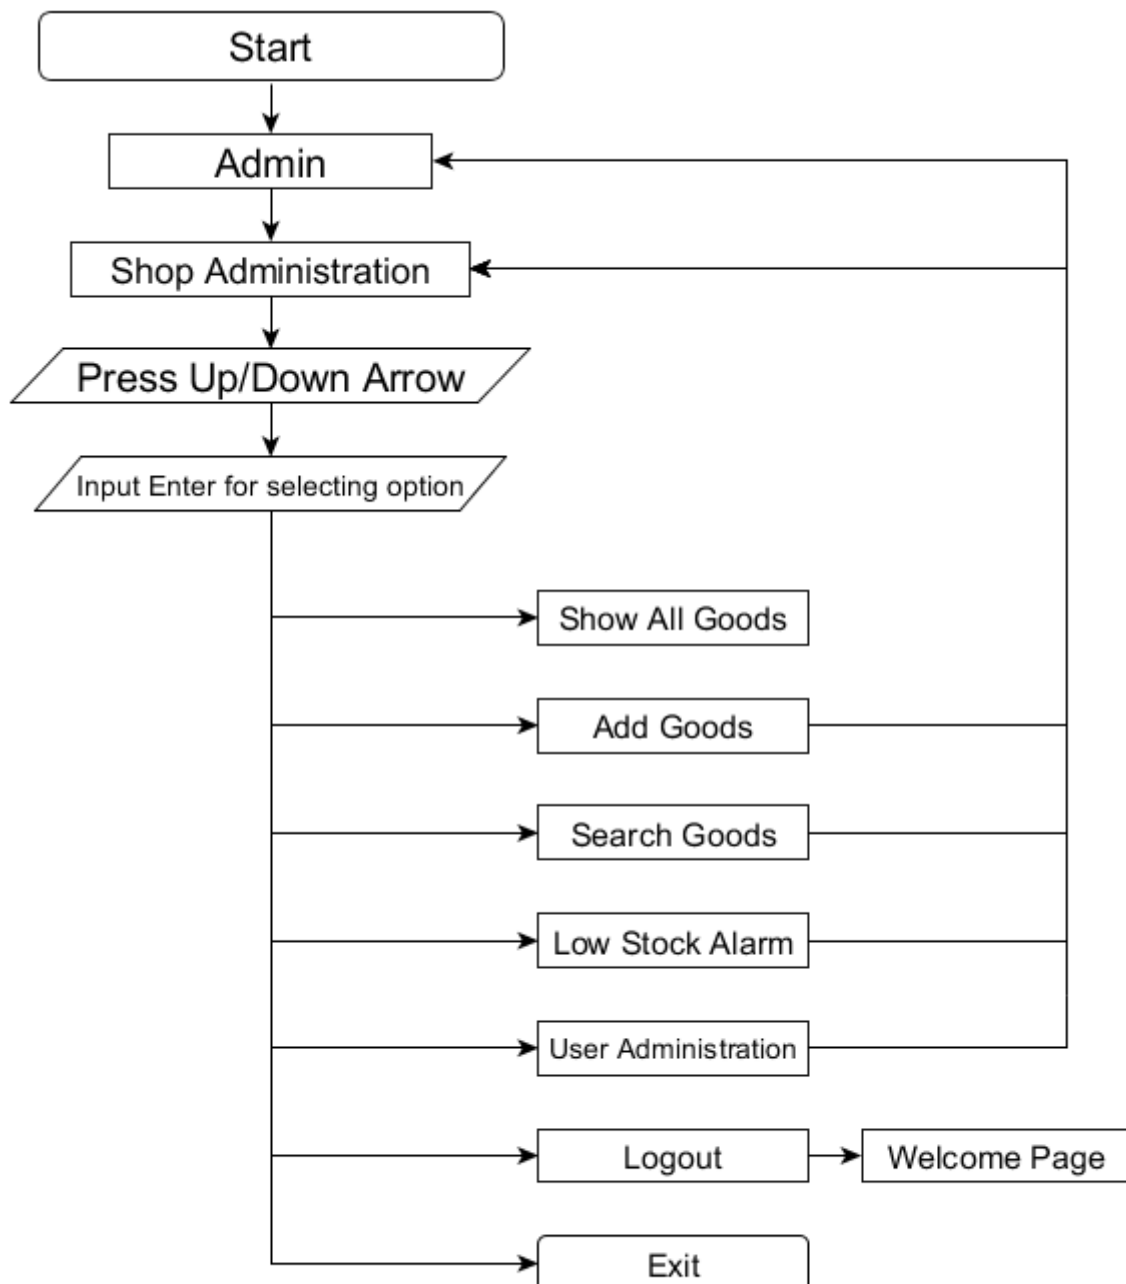 Start
Admin
Shop Administration
Press Up/Down Arrow
Input Enter for selecting option
Show All Goods
Add Goods
Search Goods
Low Stock Alarm
User Administration
Logout
Welcome Page
Exit